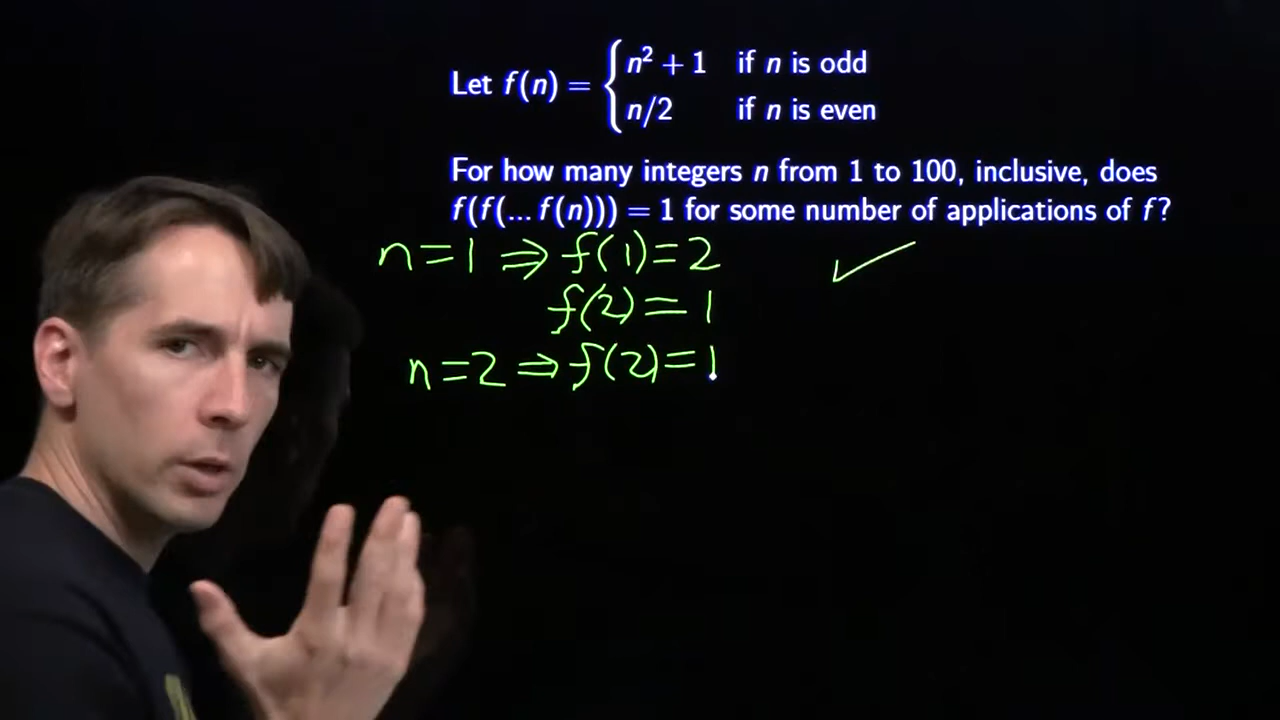 Let f(n) = { n² + 1 if n is odd
n/2 if n is even
For how many integers n from 1 to 100, inclusive, does
f(f(... f(n))) = 1 for some number of applications of f?
n=1 ⇒ f(1)=2 ✓
f(2)=1
n=2 ⇒ f(2)=1